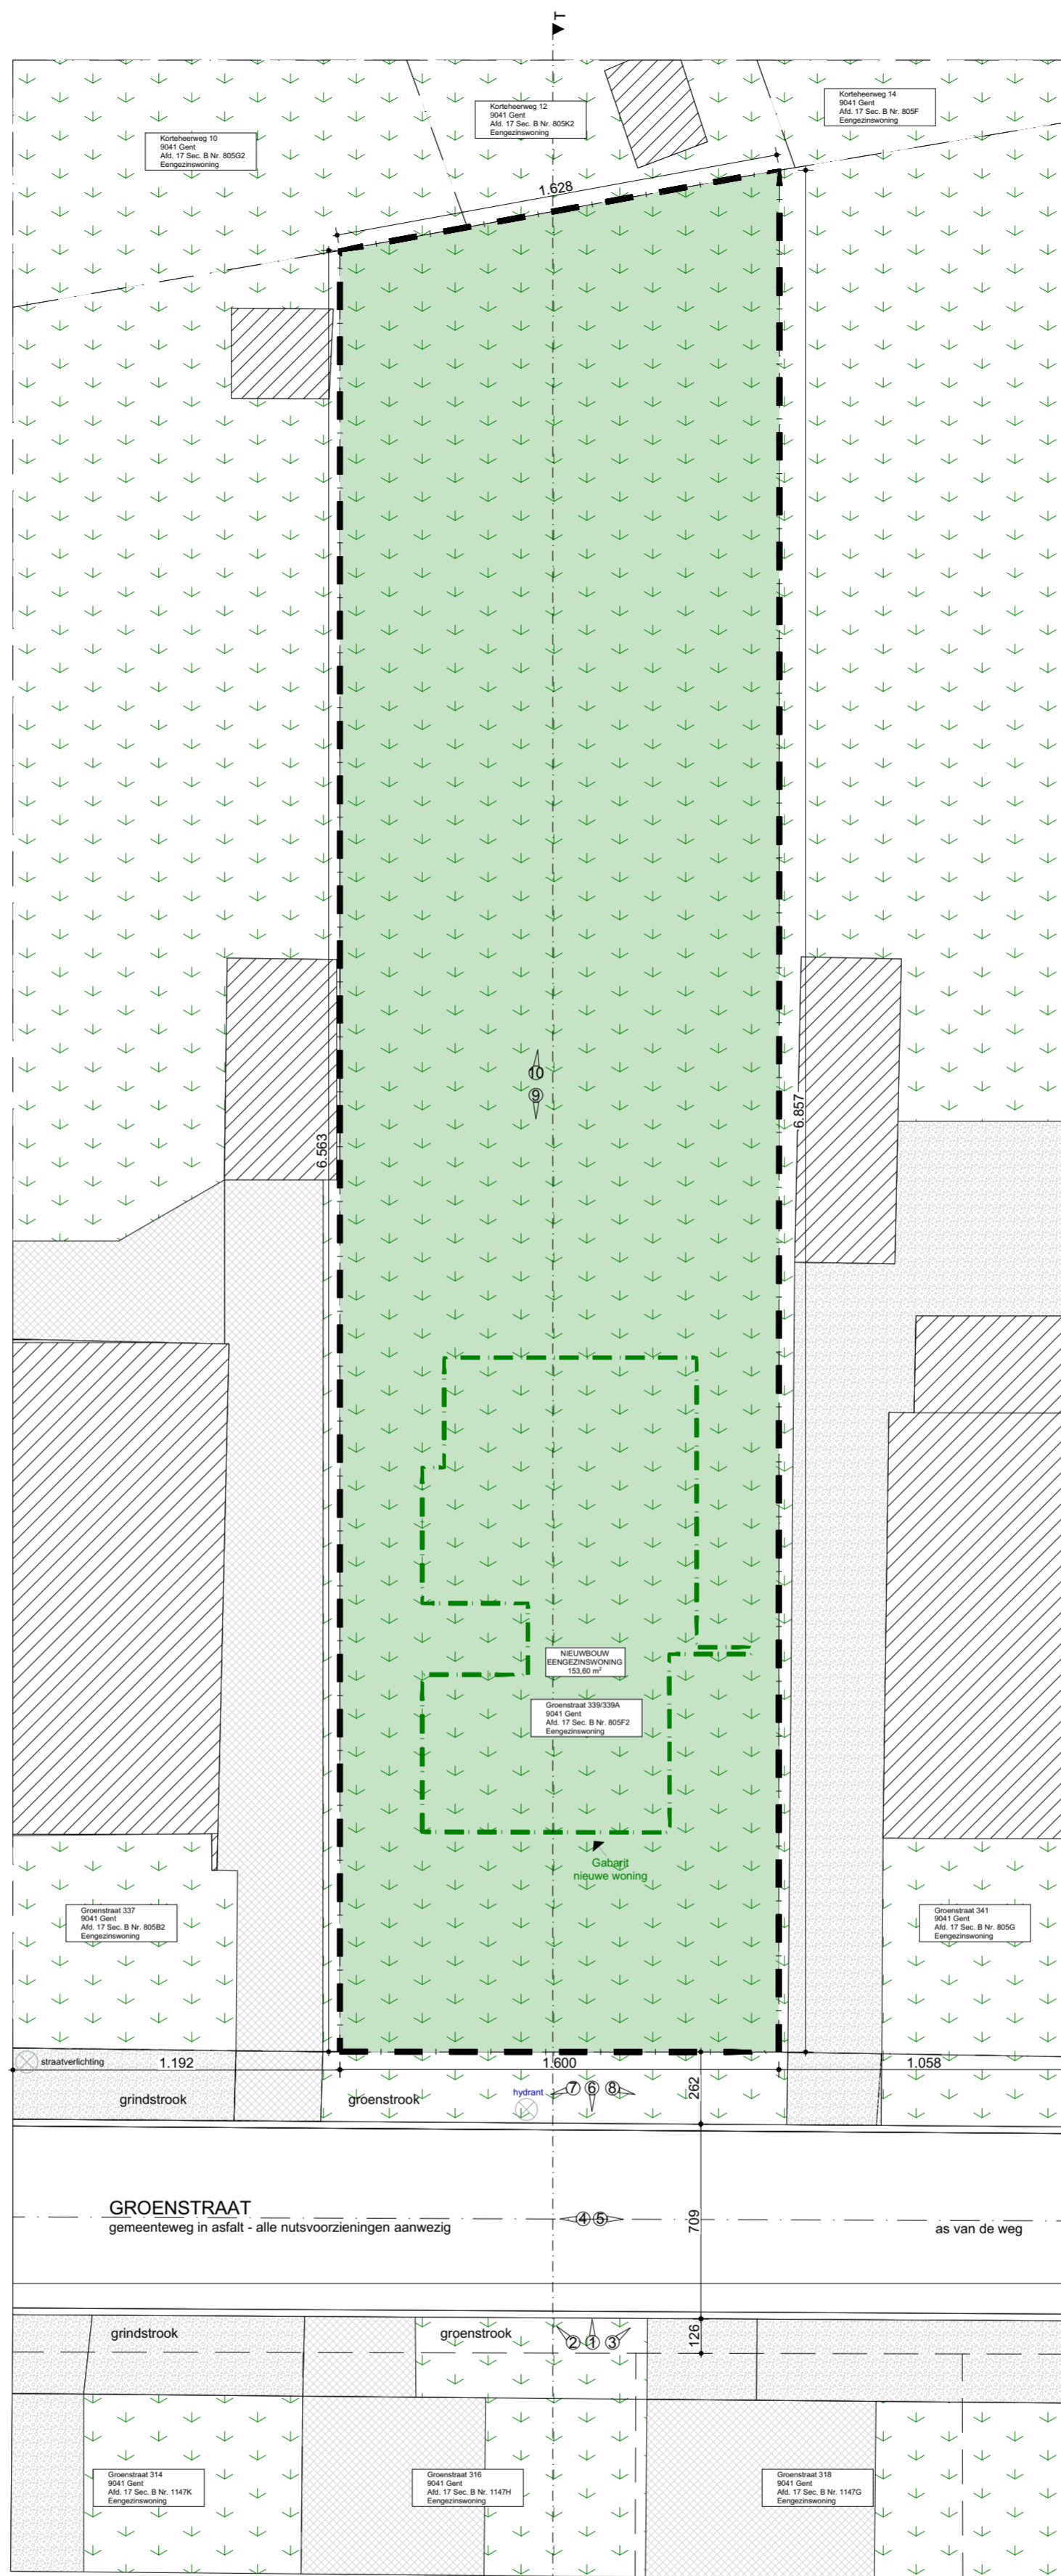 T
Korteheerweg 14
9041 Gent
Afd. 17 Sec. B Nr. 805F
Eengezinswoning
Korteheerweg 12
9041 Gent
Afd. 17 Sec. B Nr. 805K2
Eengezinswoning
Korteheerweg 10
9041 Gent
Afd. 17 Sec. B Nr. 805G2
Eengezinswoning
1.628
10
9
6.563
6.857
NIEUWBOUW
EENGEZINSWONING
153,60 m²
Groenstraat 339/339A
9041 Gent
Afd. 17 Sec. B Nr. 805F2
Eengezinswoning
Gabarit
nieuwe woning
Groenstraat 337
9041 Gent
Afd. 17 Sec. B Nr. 805B2
Eengezinswoning
Groenstraat 341
9041 Gent
Afd. 17 Sec. B Nr. 805G
Eengezinswoning
straatverlichting
1.192
1.600
1.058
262
grindstrook
groenstrook
hydrant
7 6 8
GROENSTRAAT
gemeenteweg in asfalt - alle nutsvoorzieningen aanwezig
4 5
709
as van de weg
grindstrook
groenstrook
2 1 3
126
Groenstraat 314
9041 Gent
Afd. 17 Sec. B Nr. 1147K
Eengezinswoning
Groenstraat 316
9041 Gent
Afd. 17 Sec. B Nr. 1147H
Eengezinswoning
Groenstraat 318
9041 Gent
Afd. 17 Sec. B Nr. 1147G
Eengezinswoning